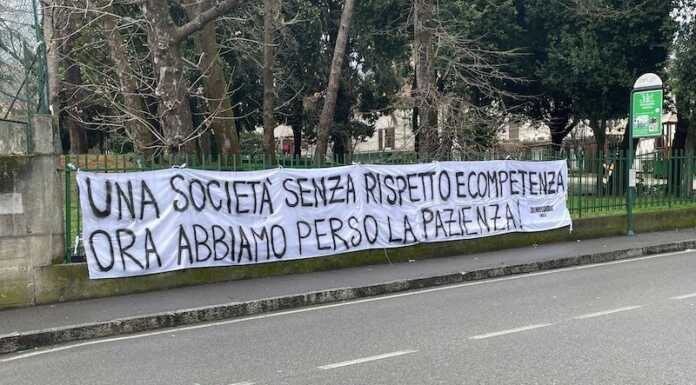 UNA SOCIETÀ SENZA RISPETTO E COMPETENZA
ORA ABBIAMO PERSO LA PAZIENZA!